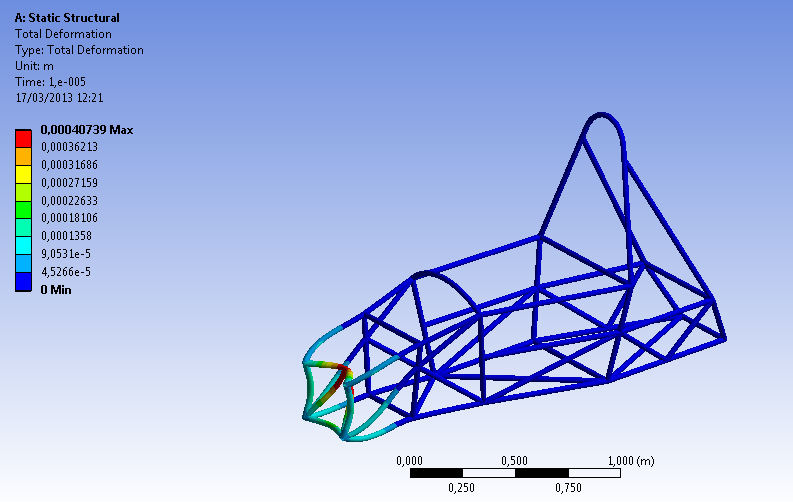 A: Static Structural
Total Deformation
Type: Total Deformation
Unit: m
Time: 1,e-005
17/03/2013 12:21
0,00040739 Max
0,00036213
0,00031686
0,00027159
0,00022633
0,00018106
0,0001358
9,0531e-5
4,5266e-5
0 Min
0,000 0,500 1,000 (m)
0,250 0,750